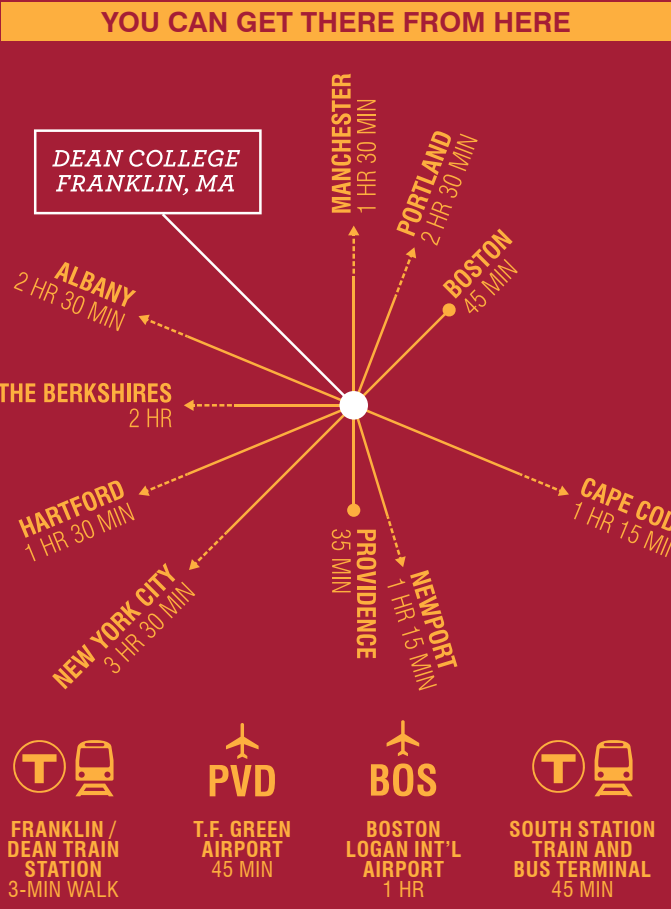 YOU CAN GET THERE FROM HERE
DEAN COLLEGE
FRANKLIN, MA
MANCHESTER
1 HR 30 MIN
PORTLAND
2 HR 30 MIN
BOSTON
45 MIN
ALBANY
2 HR 30 MIN
THE BERKSHIRES
2 HR
HARTFORD
1 HR 30 MIN
NEW YORK CITY
3 HR 30 MIN
PROVIDENCE
35 MIN
NEWPORT
1 HR 15 MIN
CAPE COD
1 HR 15 MIN
T
PVD
BOS
T
FRANKLIN /
DEAN TRAIN
STATION
3-MIN WALK
T.F. GREEN
AIRPORT
45 MIN
BOSTON
LOGAN INT'L
AIRPORT
1 HR
SOUTH STATION
TRAIN AND
BUS TERMINAL
45 MIN